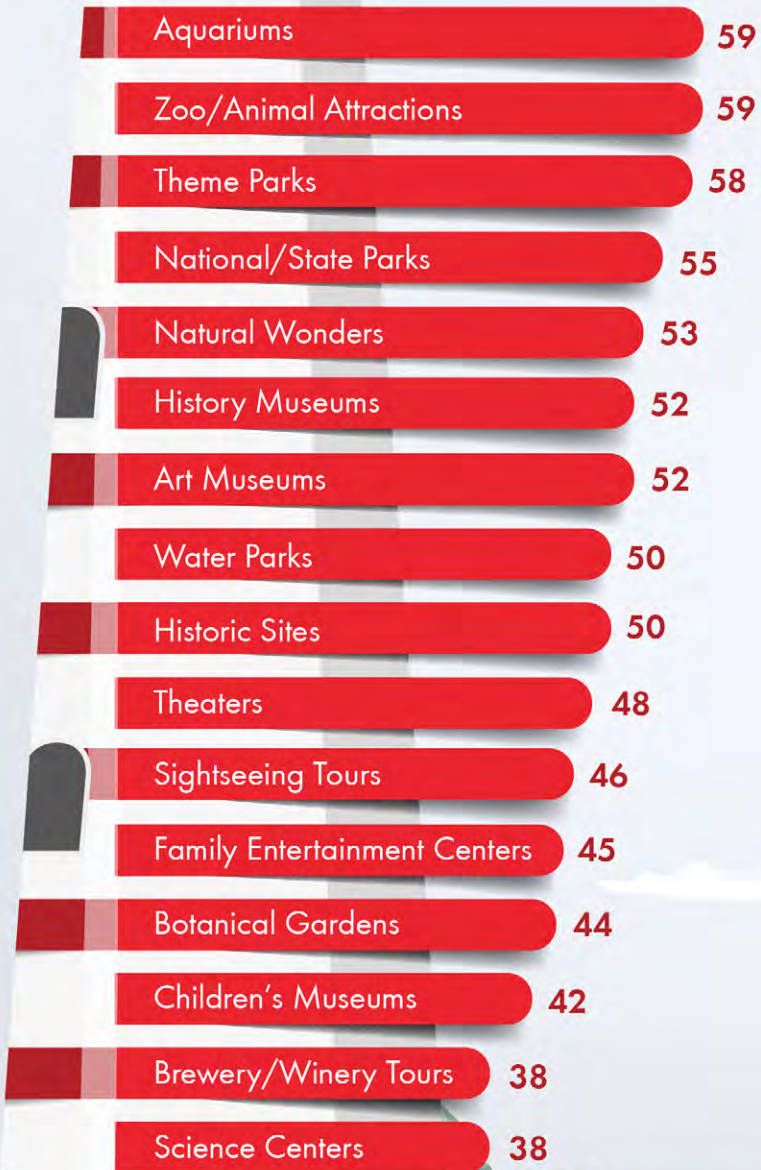 Aquariums 59
Zoo/Animal Attractions 59
Theme Parks 58
National/State Parks 55
Natural Wonders 53
History Museums 52
Art Museums 52
Water Parks 50
Historic Sites 50
Theaters 48
Sightseeing Tours 46
Family Entertainment Centers 45
Botanical Gardens 44
Children's Museums 42
Brewery/Winery Tours 38
Science Centers 38